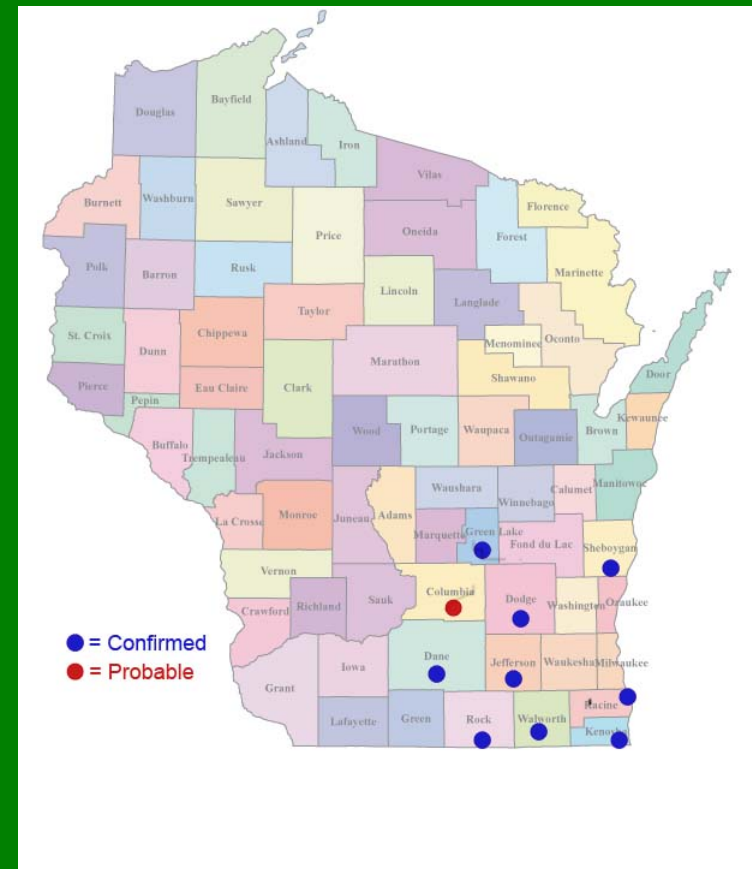 Douglas
Bayfield
Ashland
Iron
Vilas
Burnett
Washburn
Sawyer
Florence
Price
Oneida
Forest
Polk
Barron
Rusk
Marinette
Lincoln
Langlade
Taylor
St. Croix
Dunn
Chippewa
Menominee
Oconto
Marathon
Shawano
Door
Pierce
Eau Claire
Clark
Pepin
Kewaunee
Buffalo
Trempealeau
Jackson
Wood
Portage
Waupaca
Outagamie
Brown
Waushara
Winnebago
Calumet
Manitowoc
La Crosse
Monroe
Juneau
Adams
Marquette
Green Lake
Fond du Lac
Sheboygan
Vernon
Crawford
Richland
Sauk
Columbia
Dodge
Washington
Ozaukee
= Confirmed
= Probable
Iowa
Dane
Jefferson
Waukesha
Milwaukee
Grant
Lafayette
Green
Rock
Walworth
Racine
Kenosha